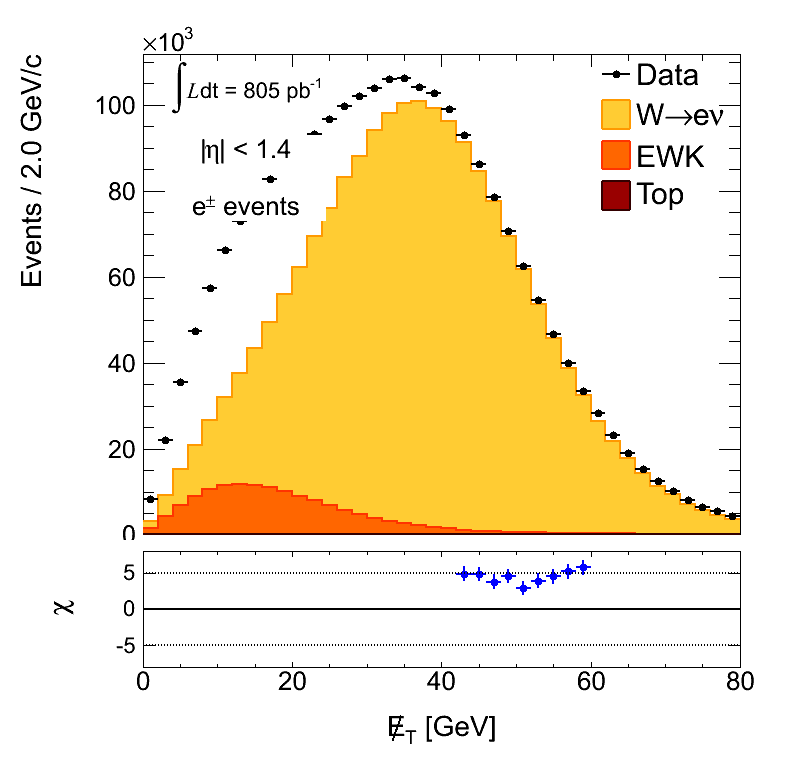 ×10³
Events / 2.0 GeV/c
100
80
60
40
20
0
∫Ldt = 805 pb⁻¹
|η| < 1.4
e± events
Data
W→eν
EWK
Top
χ
5
0
-5
0 20 40 60 80
E̸T [GeV]